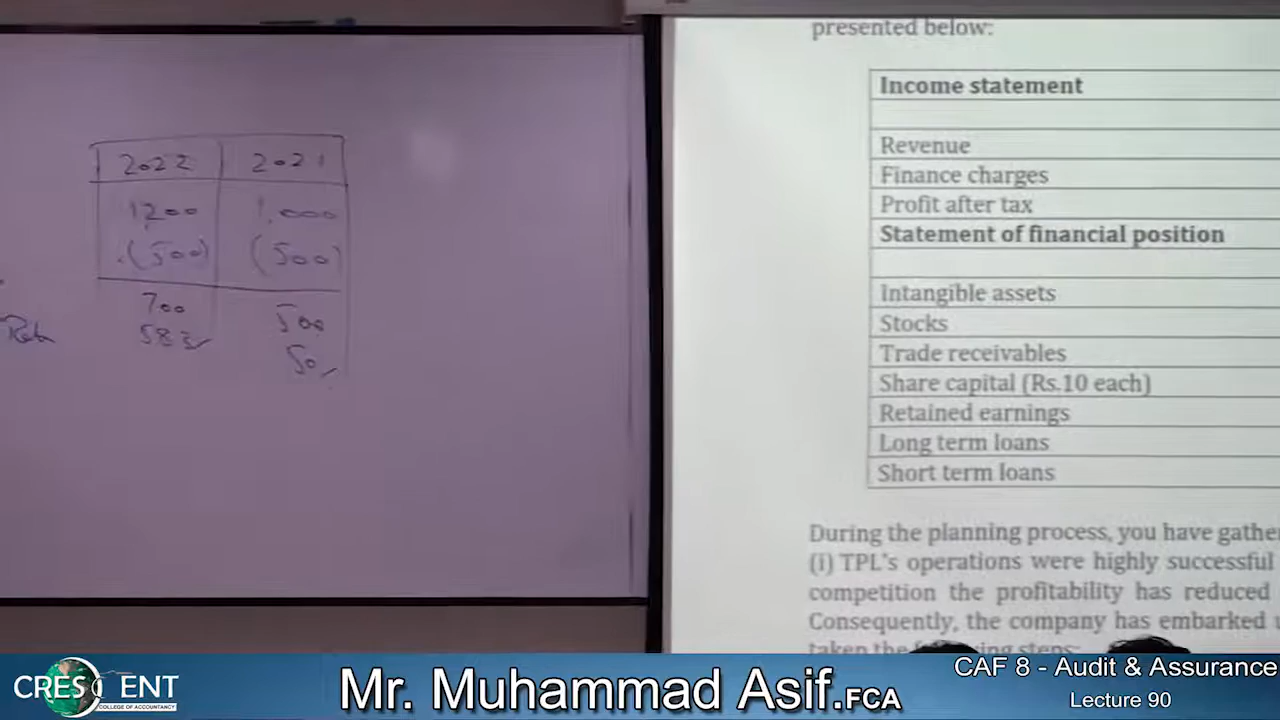 2022 2021
1200 1,000
(500) (500)
700 500
583 50
presented below:
Income statement
Revenue
Finance charges
Profit after tax
Statement of financial position
Intangible assets
Stocks
Trade receivables
Share capital (Rs.10 each)
Retained earnings
Long term loans
Short term loans
During the planning process, you have gathe
(i) TPL's operations were highly successful
competition the profitability has reduced
Consequently, the company has embarked
taken the following steps:
CRESCENT
COLLEGE OF ACCOUNTANCY
Mr. Muhammad Asif.FCA
CAF 8 - Audit & Assurance
Lecture 90